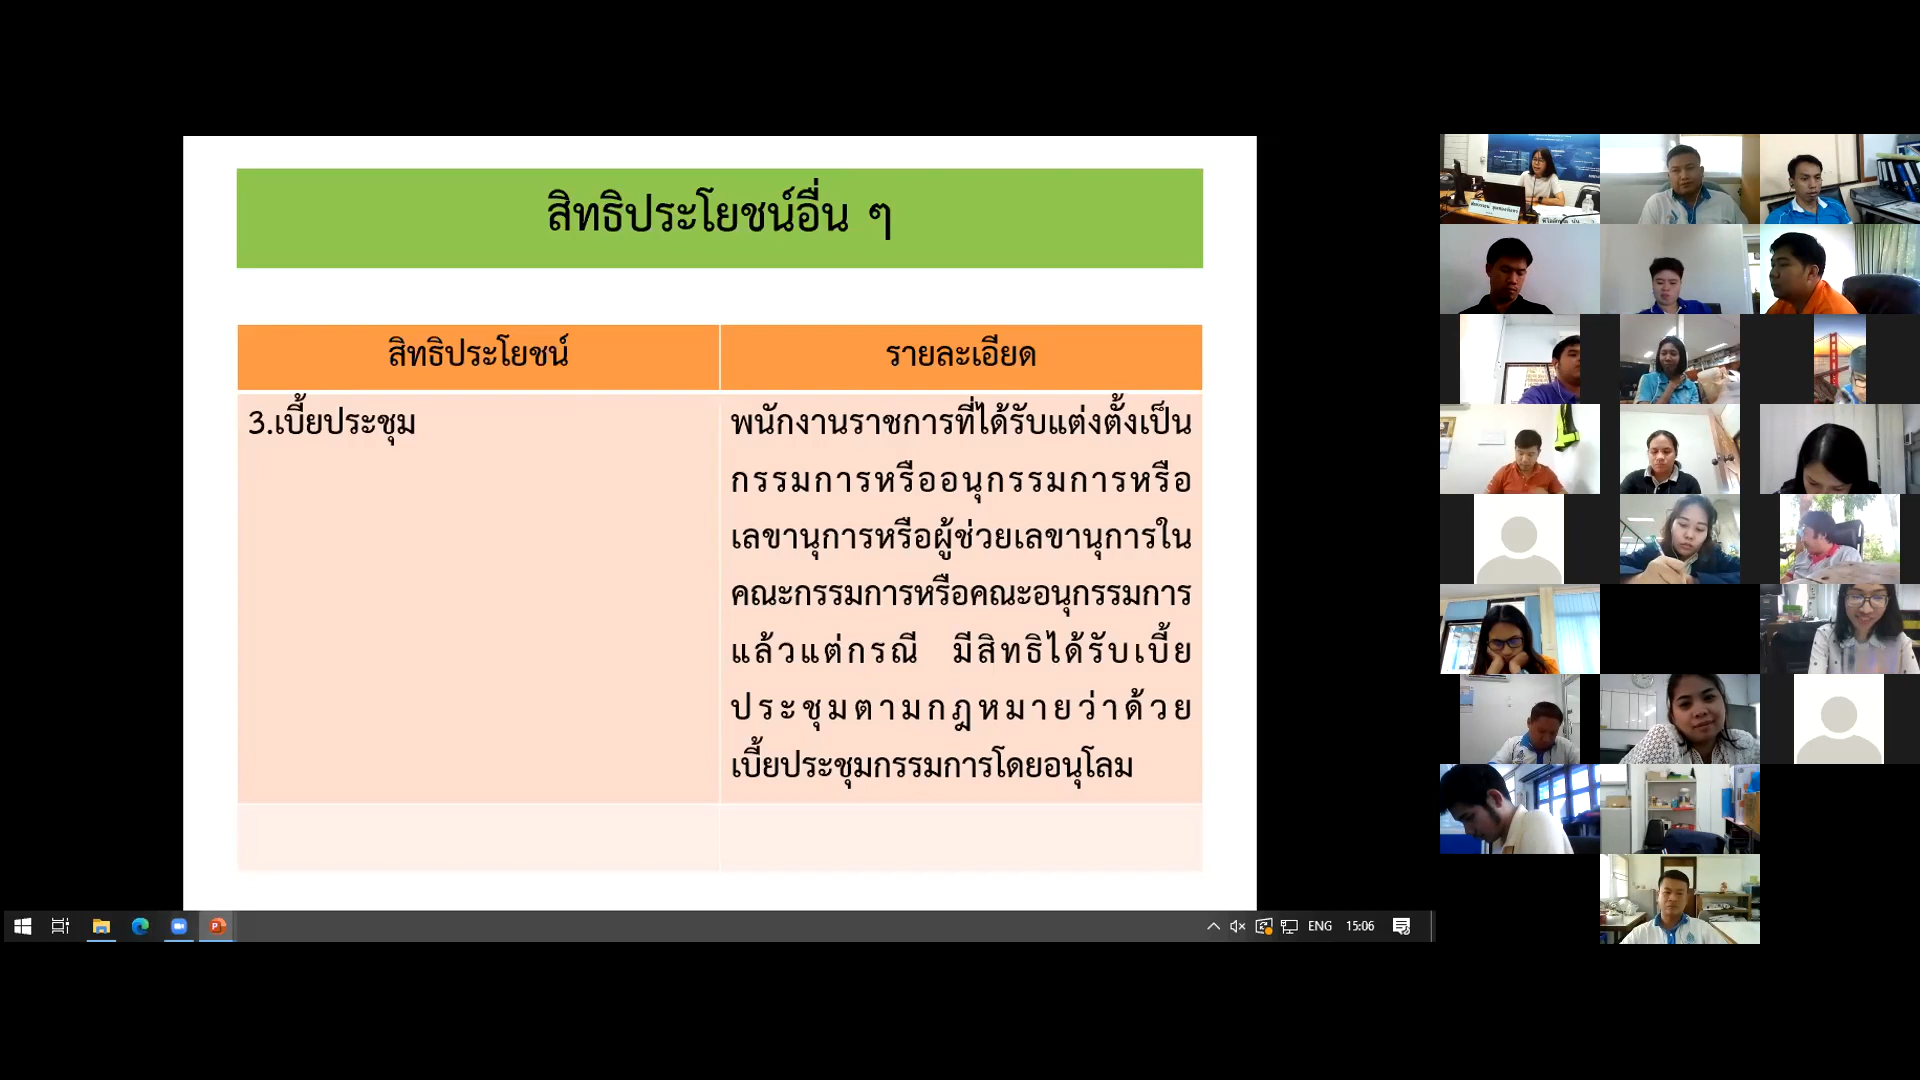 สิทธิประโยชน์อื่น ๆ
สิทธิประโยชน์
รายละเอียด
3.เบี้ยประชุม
พนักงานราชการที่ได้รับแต่งตั้งเป็น
กรรมการหรืออนุกรรมการหรือ
เลขานุการหรือผู้ช่วยเลขานุการใน
คณะกรรมการหรือคณะอนุกรรมการ
แล้วแต่กรณี มีสิทธิได้รับเบี้ย
ประชุมตามกฎหมายว่าด้วย
เบี้ยประชุมกรรมการโดยอนุโลม
ENG 15:06